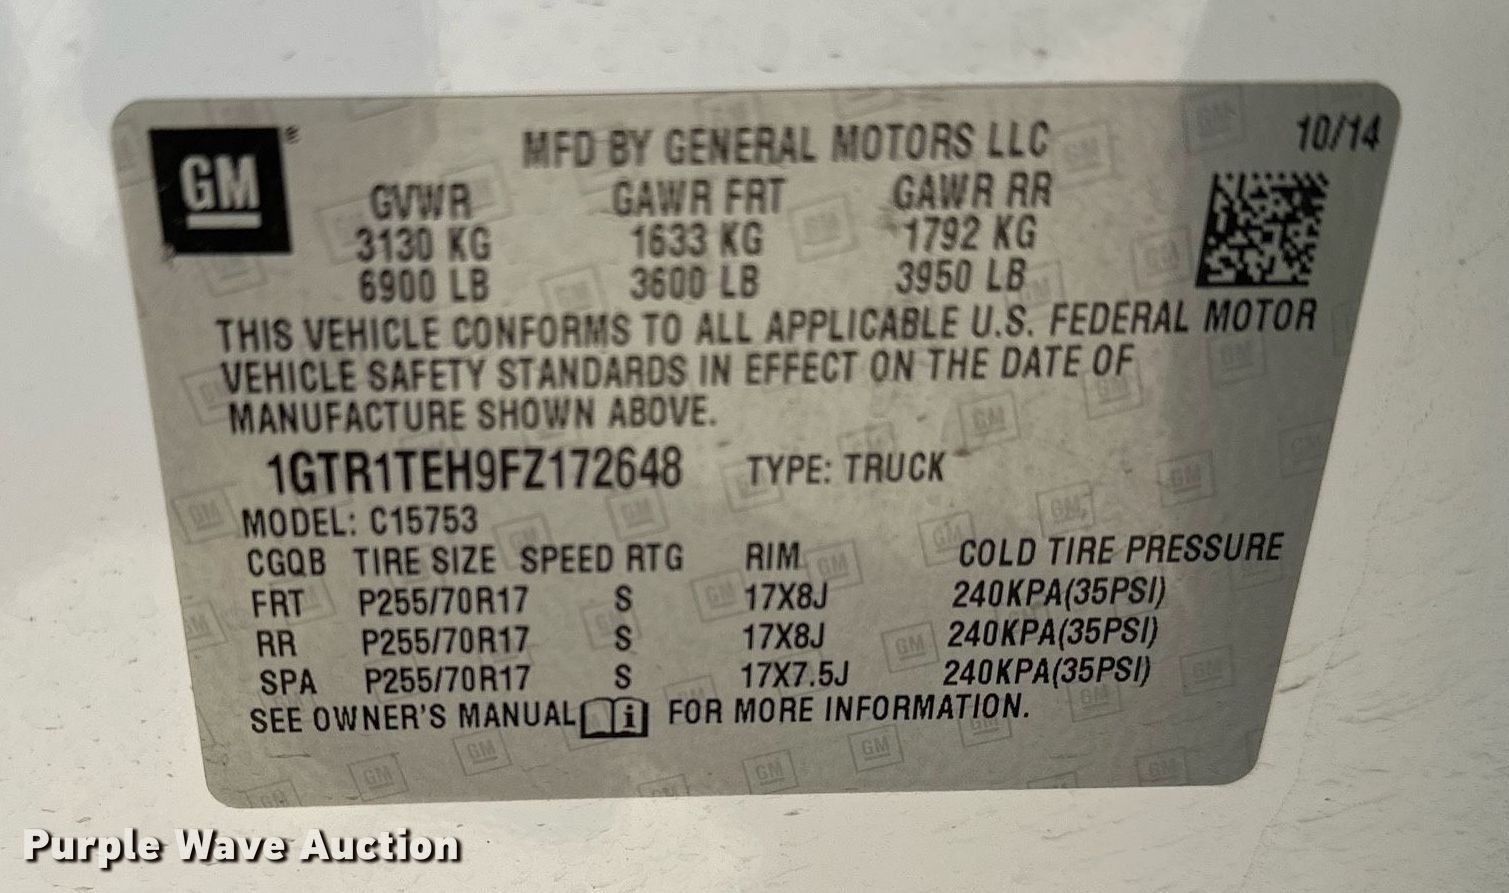 GM®
MFD BY GENERAL MOTORS LLC
10/14
GVWR GAWR FRT GAWR RR
3130 KG 1633 KG 1792 KG
6900 LB 3600 LB 3950 LB
THIS VEHICLE CONFORMS TO ALL APPLICABLE U.S. FEDERAL MOTOR
VEHICLE SAFETY STANDARDS IN EFFECT ON THE DATE OF
MANUFACTURE SHOWN ABOVE.
1GTR1TEH9FZ172648 TYPE: TRUCK
MODEL: C15753
CGQB TIRE SIZE SPEED RTG RIM COLD TIRE PRESSURE
FRT P255/70R17 S 17X8J 240KPA(35PSI)
RR P255/70R17 S 17X8J 240KPA(35PSI)
SPA P255/70R17 S 17X7.5J 240KPA(35PSI)
SEE OWNER'S MANUAL i FOR MORE INFORMATION.
Purple Wave Auction